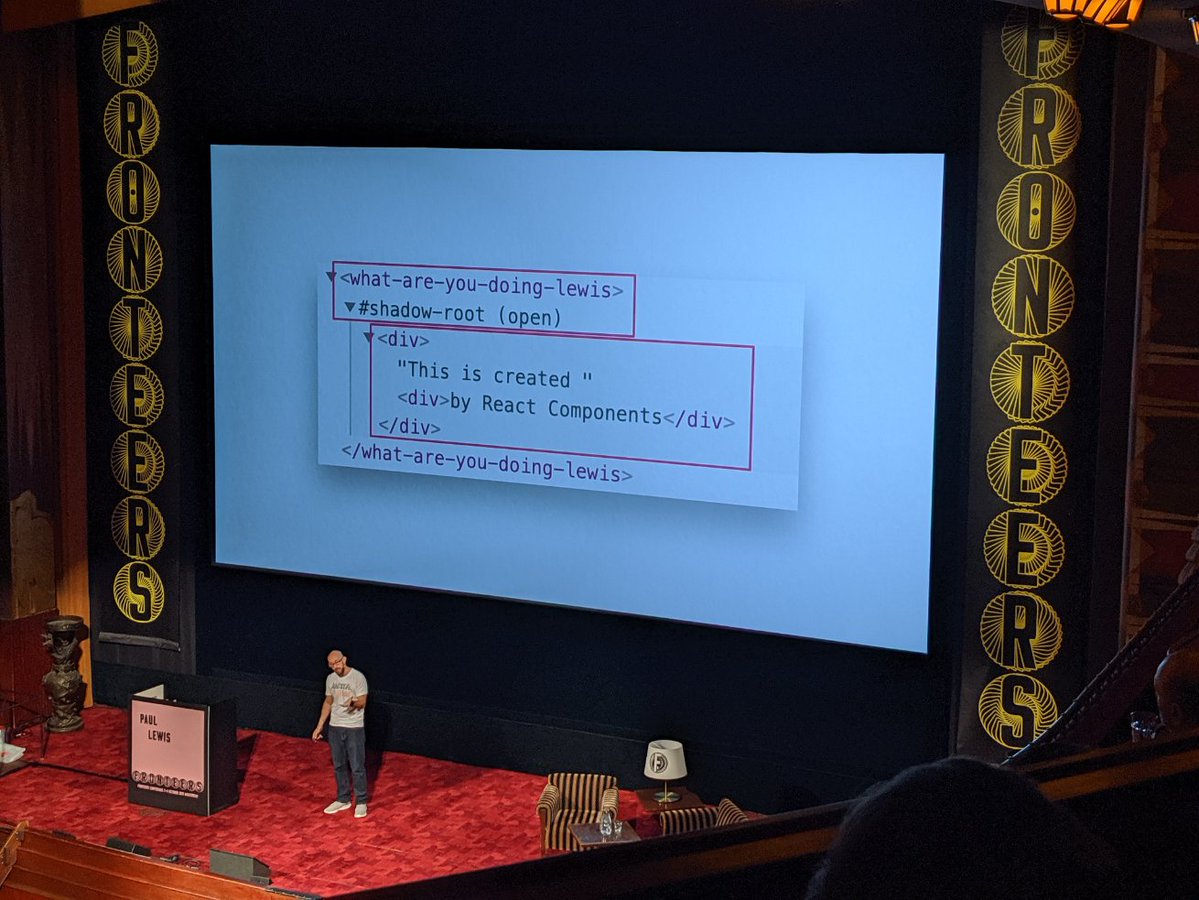 FRONTEERS
<what-are-you-doing-lewis>
#shadow-root (open)
<div>
"This is created "
<div>by React Components</div>
</div>
</what-are-you-doing-lewis>
FRONTEERS
PAUL
LEWIS
FRONTEERS
F